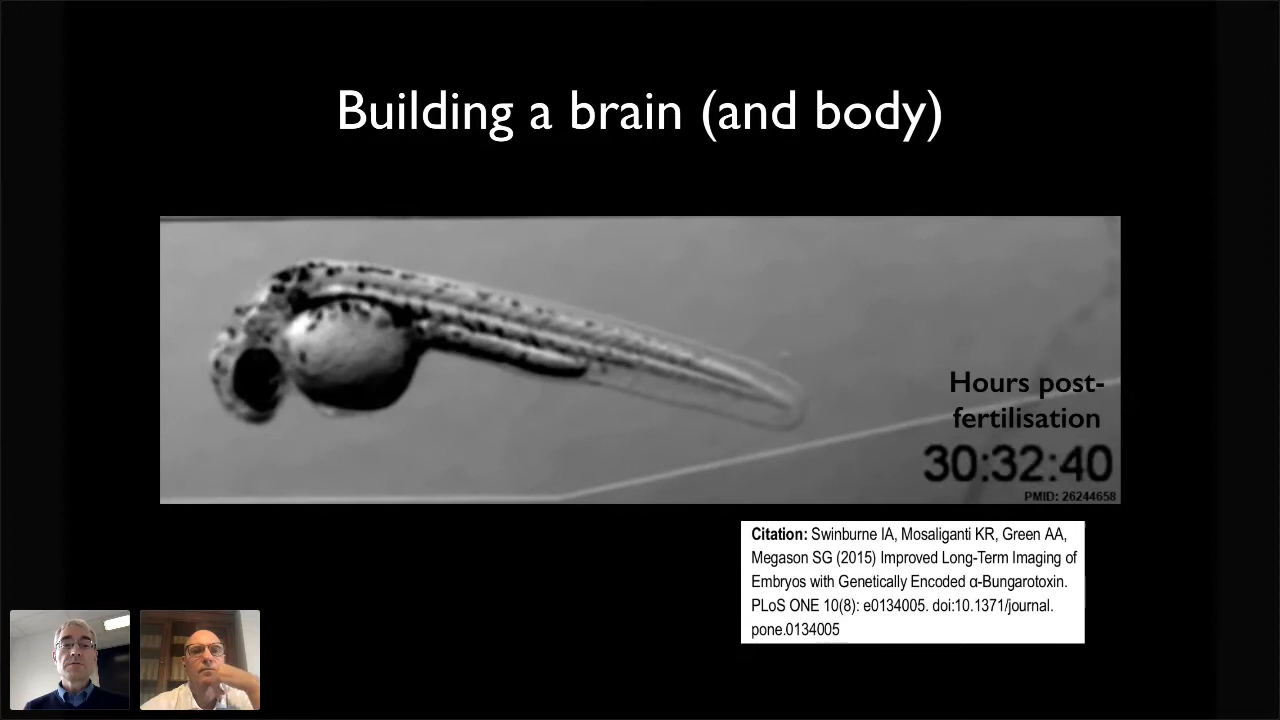 Building a brain (and body)
Hours post-
fertilisation
30:32:40
PMID: 26244658
Citation: Swinburne IA, Mosaliganti KR, Green AA,
Megason SG (2015) Improved Long-Term Imaging of
Embryos with Genetically Encoded α-Bungarotoxin.
PLoS ONE 10(8): e0134005. doi:10.1371/journal.
pone.0134005